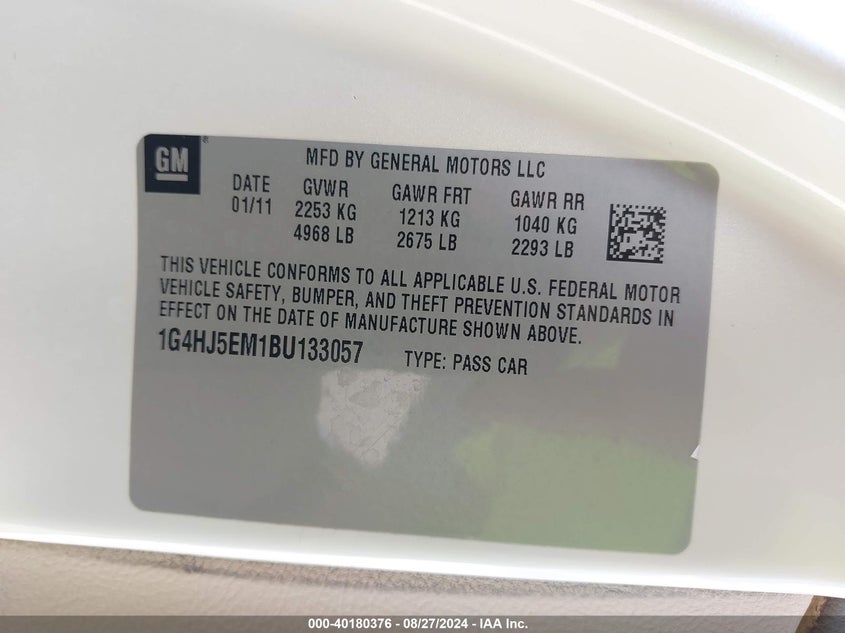 GM
MFD BY GENERAL MOTORS LLC
DATE GVWR GAWR FRT GAWR RR
01/11 2253 KG 1213 KG 1040 KG
4968 LB 2675 LB 2293 LB
THIS VEHICLE CONFORMS TO ALL APPLICABLE U.S. FEDERAL MOTOR
VEHICLE SAFETY, BUMPER, AND THEFT PREVENTION STANDARDS IN
EFFECT ON THE DATE OF MANUFACTURE SHOWN ABOVE.
1G4HJ5EM1BU133057 TYPE: PASS CAR
000-40180376 - 08/27/2024 - IAA Inc.